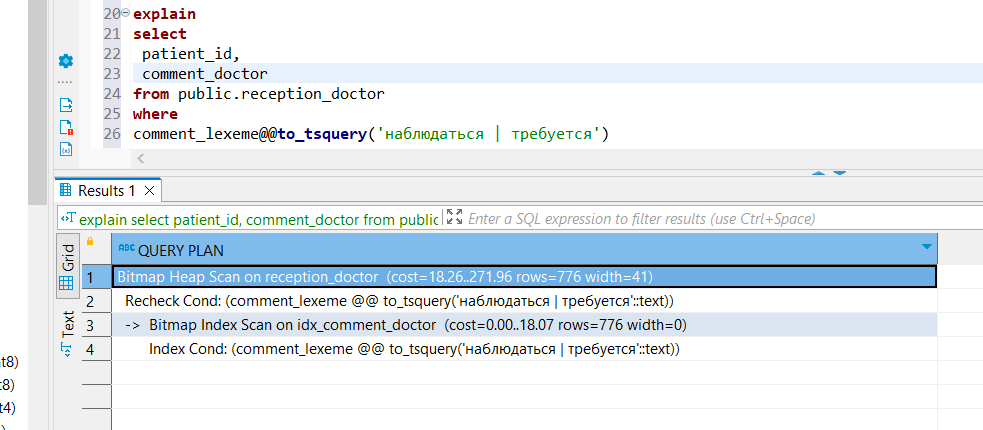 20 explain
21 select
22 patient_id,
23 comment_doctor
24 from public.reception_doctor
25 where
26 comment_lexeme@@to_tsquery('наблюдаться | требуется')
Results 1
explain select patient_id, comment_doctor from public
Enter a SQL expression to filter results (use Ctrl+Space)
Grid
Text
ABC QUERY PLAN
1 Bitmap Heap Scan on reception_doctor (cost=18.26..271.96 rows=776 width=41)
2 Recheck Cond: (comment_lexeme @@ to_tsquery('наблюдаться | требуется'::text))
3 -> Bitmap Index Scan on idx_comment_doctor (cost=0.00..18.07 rows=776 width=0)
4 Index Cond: (comment_lexeme @@ to_tsquery('наблюдаться | требуется'::text))
t8)
t8)
t4)